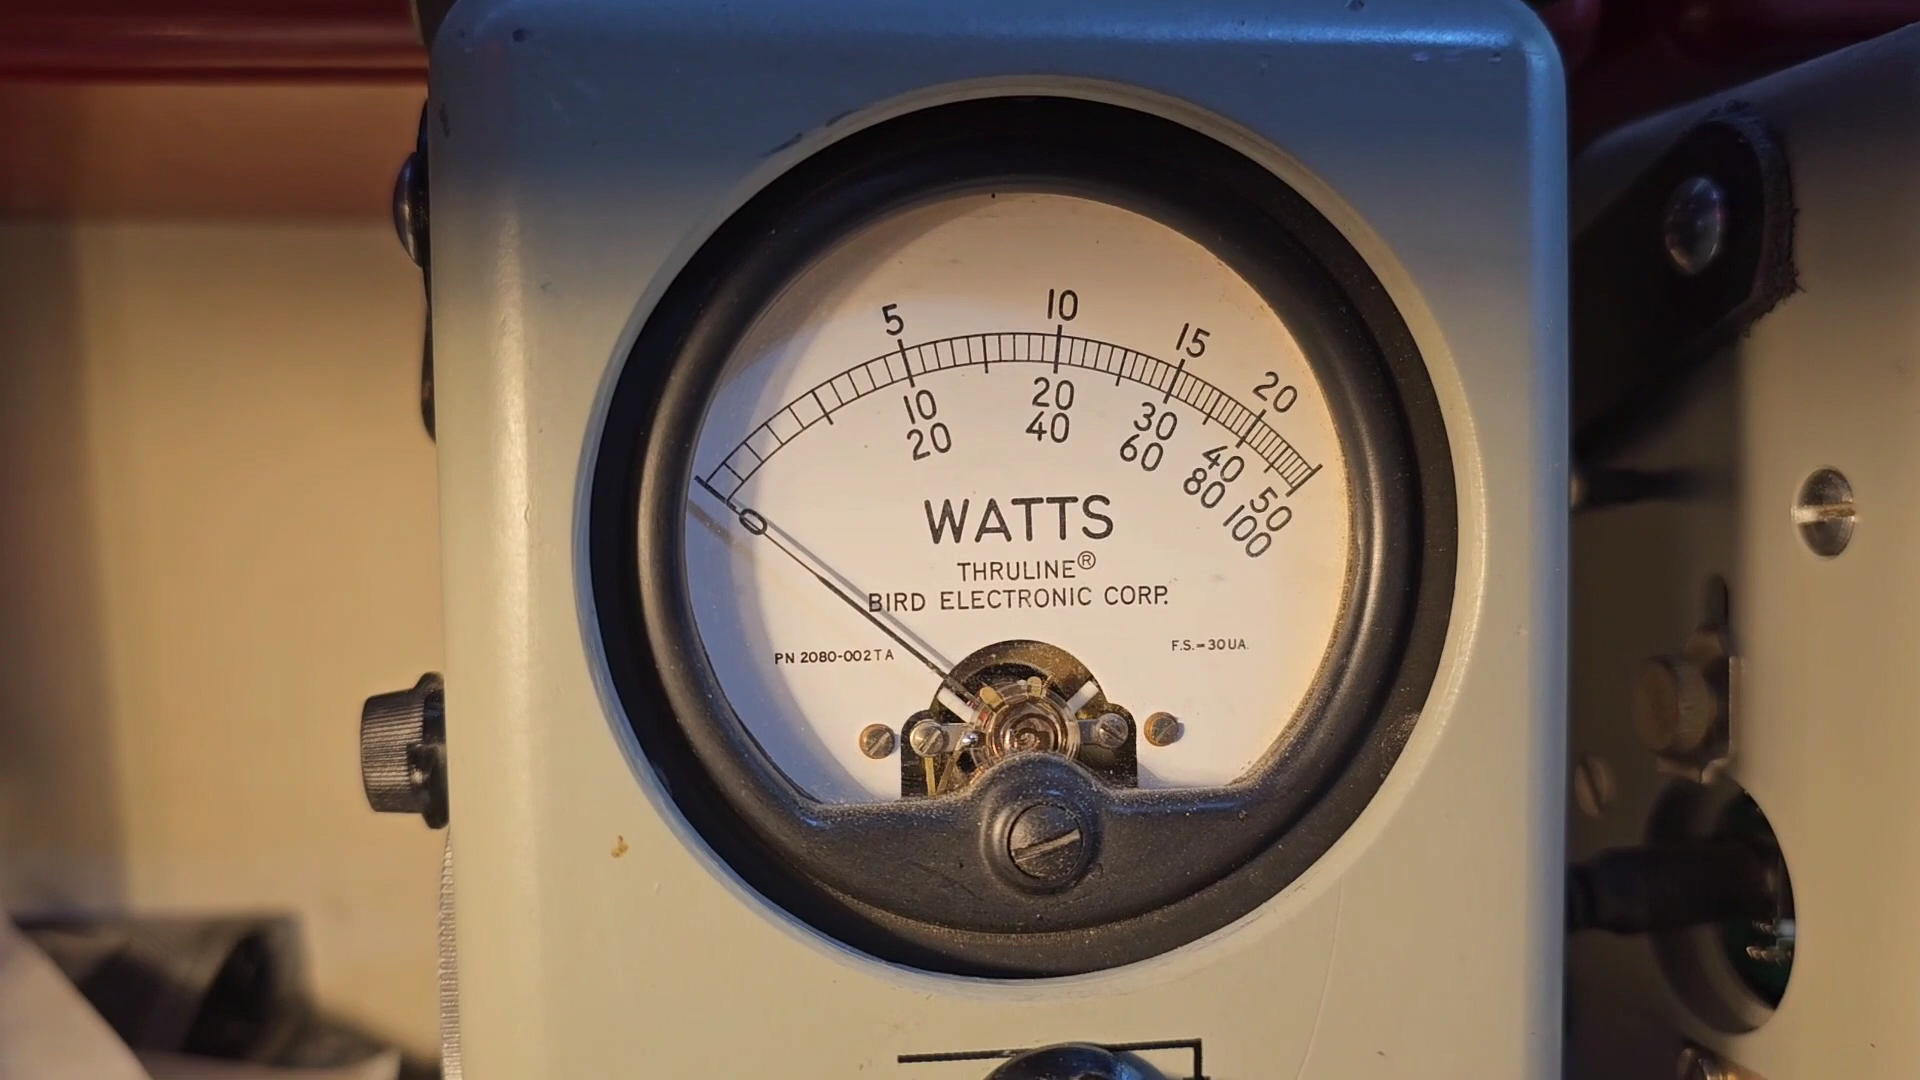 5 10 15 20
10 20 30 40 50
20 40 60 80 100
0
WATTS
THRULINE®
BIRD ELECTRONIC CORP.
PN 2080-002TA
F.S.=30UA.